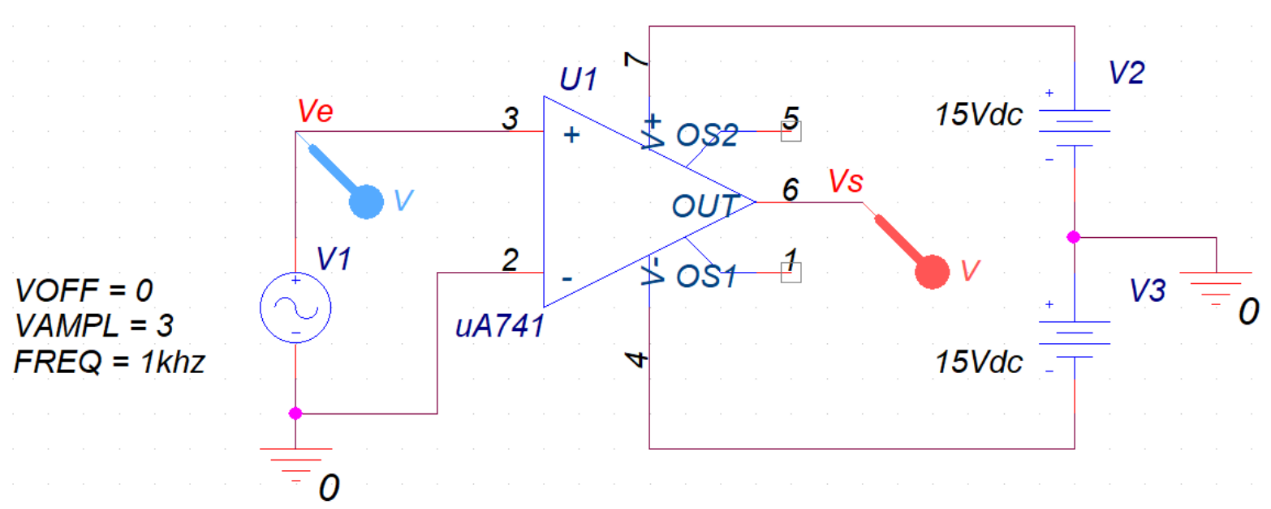 7
U1
V2
+
15Vdc
-
Ve
3
+
V+
OS2
5
V
6
Vs
OUT
V1
+
-
2
-
V-
OS1
1
V
V3
+
0
VOFF = 0
VAMPL = 3
FREQ = 1khz
uA741
4
15Vdc
-
0